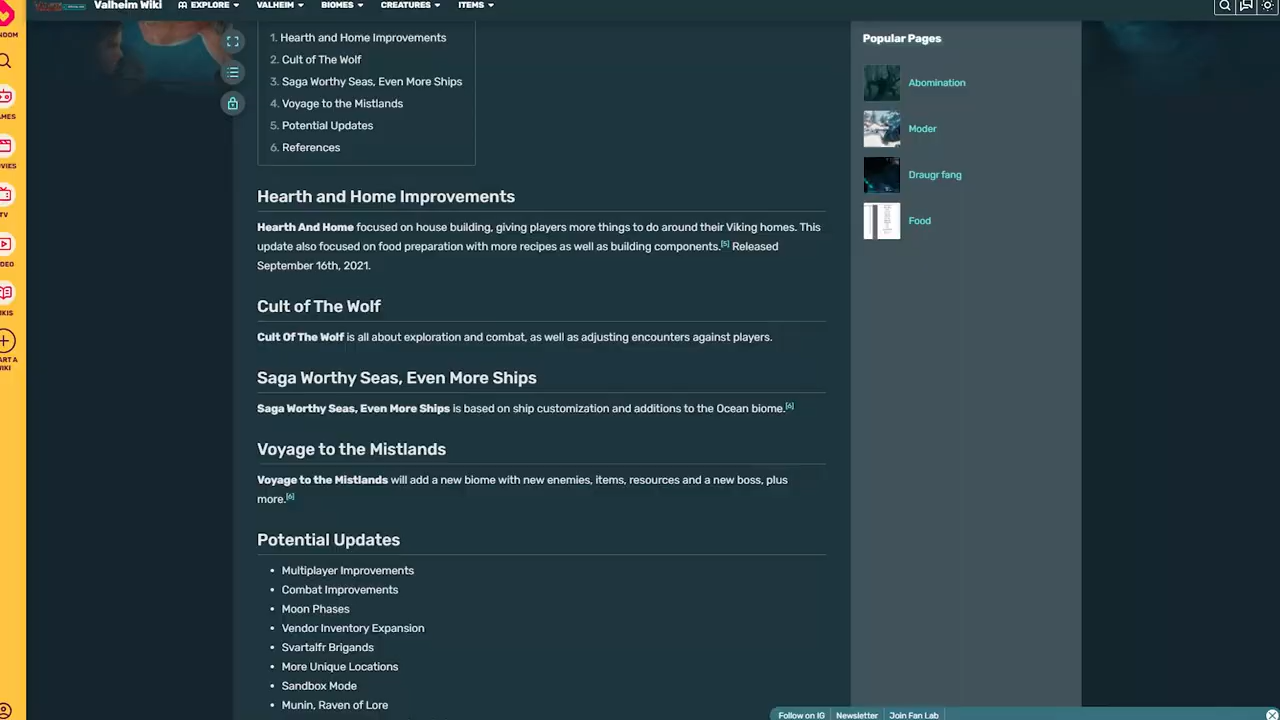 Valheim Wiki
EXPLORE
VALHEIM
BIOMES
CREATURES
ITEMS
1. Hearth and Home Improvements
2. Cult of The Wolf
3. Saga Worthy Seas, Even More Ships
4. Voyage to the Mistlands
5. Potential Updates
6. References
Hearth and Home Improvements
Hearth And Home focused on house building, giving players more things to do around their Viking homes. This
update also focused on food preparation with more recipes as well as building components.[5] Released
September 16th, 2021.
Cult of The Wolf
Cult Of The Wolf is all about exploration and combat, as well as adjusting encounters against players.
Saga Worthy Seas, Even More Ships
Saga Worthy Seas, Even More Ships is based on ship customization and additions to the Ocean biome.[6]
Voyage to the Mistlands
Voyage to the Mistlands will add a new biome with new enemies, items, resources and a new boss, plus
more.[6]
Potential Updates
• Multiplayer Improvements
• Combat Improvements
• Moon Phases
• Vendor Inventory Expansion
• Svartalfr Brigands
• More Unique Locations
• Sandbox Mode
• Munin, Raven of Lore
Popular Pages
Abomination
Moder
Draugr fang
Food
Follow on IG
Newsletter
Join Fan Lab
NDOM
AMES
VIES
TV
DEO
IKIS
ART A
VIKI